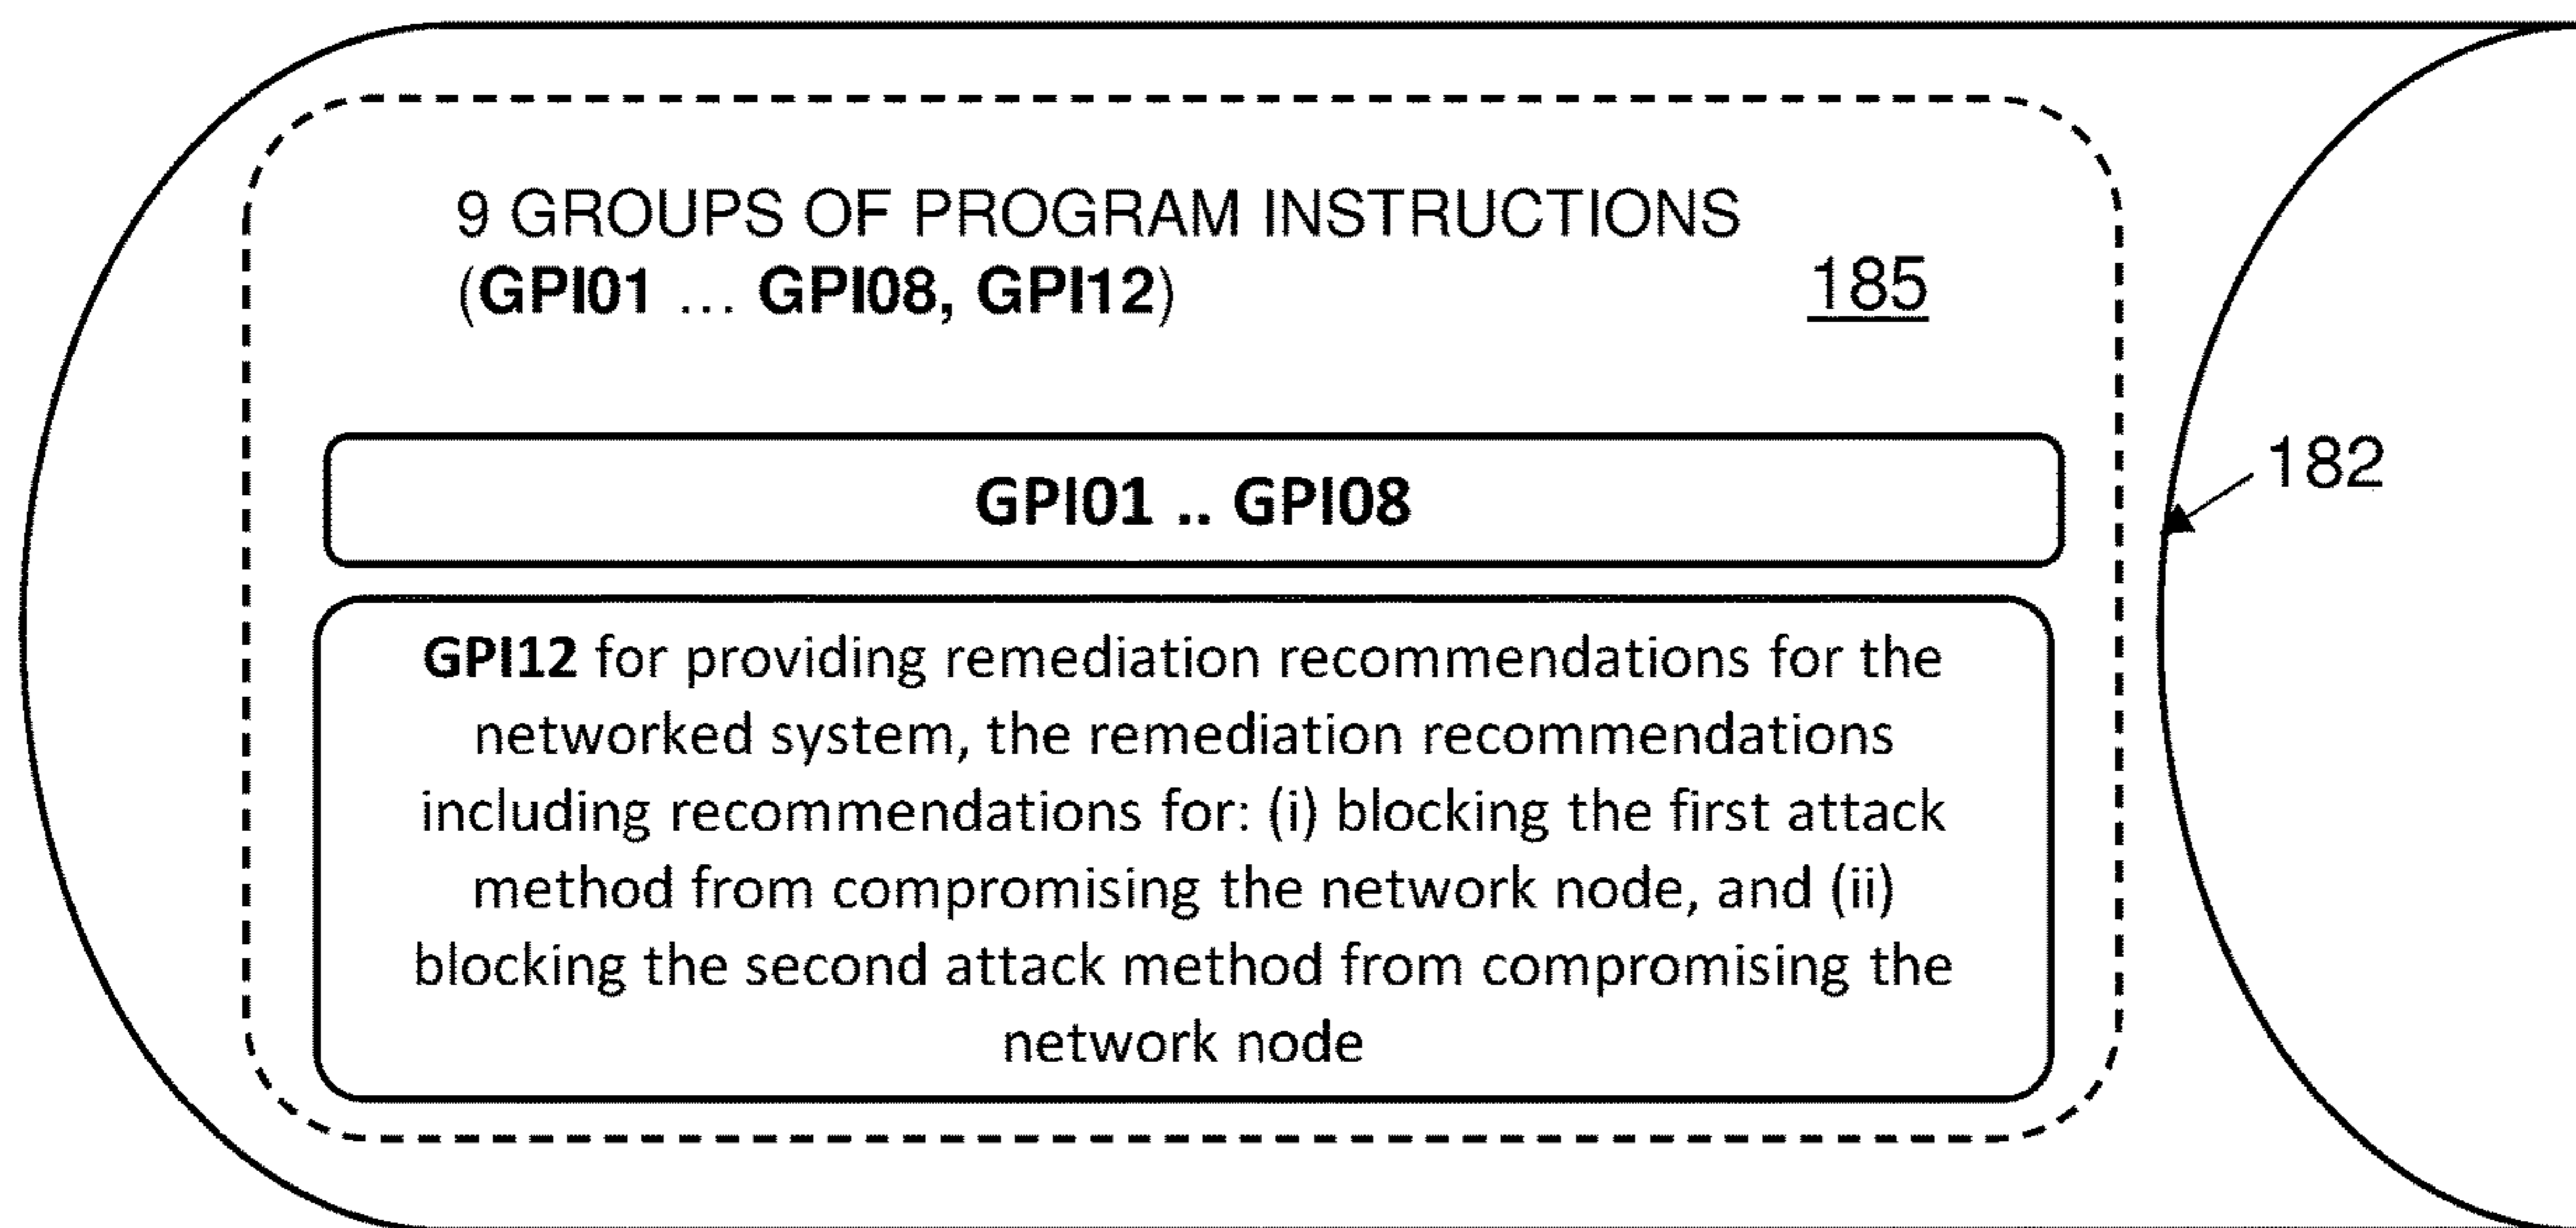 9 GROUPS OF PROGRAM INSTRUCTIONS
(GPI01 ... GPI08, GPI12)
185
GPI01 .. GPI08
182
GPI12 for providing remediation recommendations for the
networked system, the remediation recommendations
including recommendations for: (i) blocking the first attack
method from compromising the network node, and (ii)
blocking the second attack method from compromising the
network node